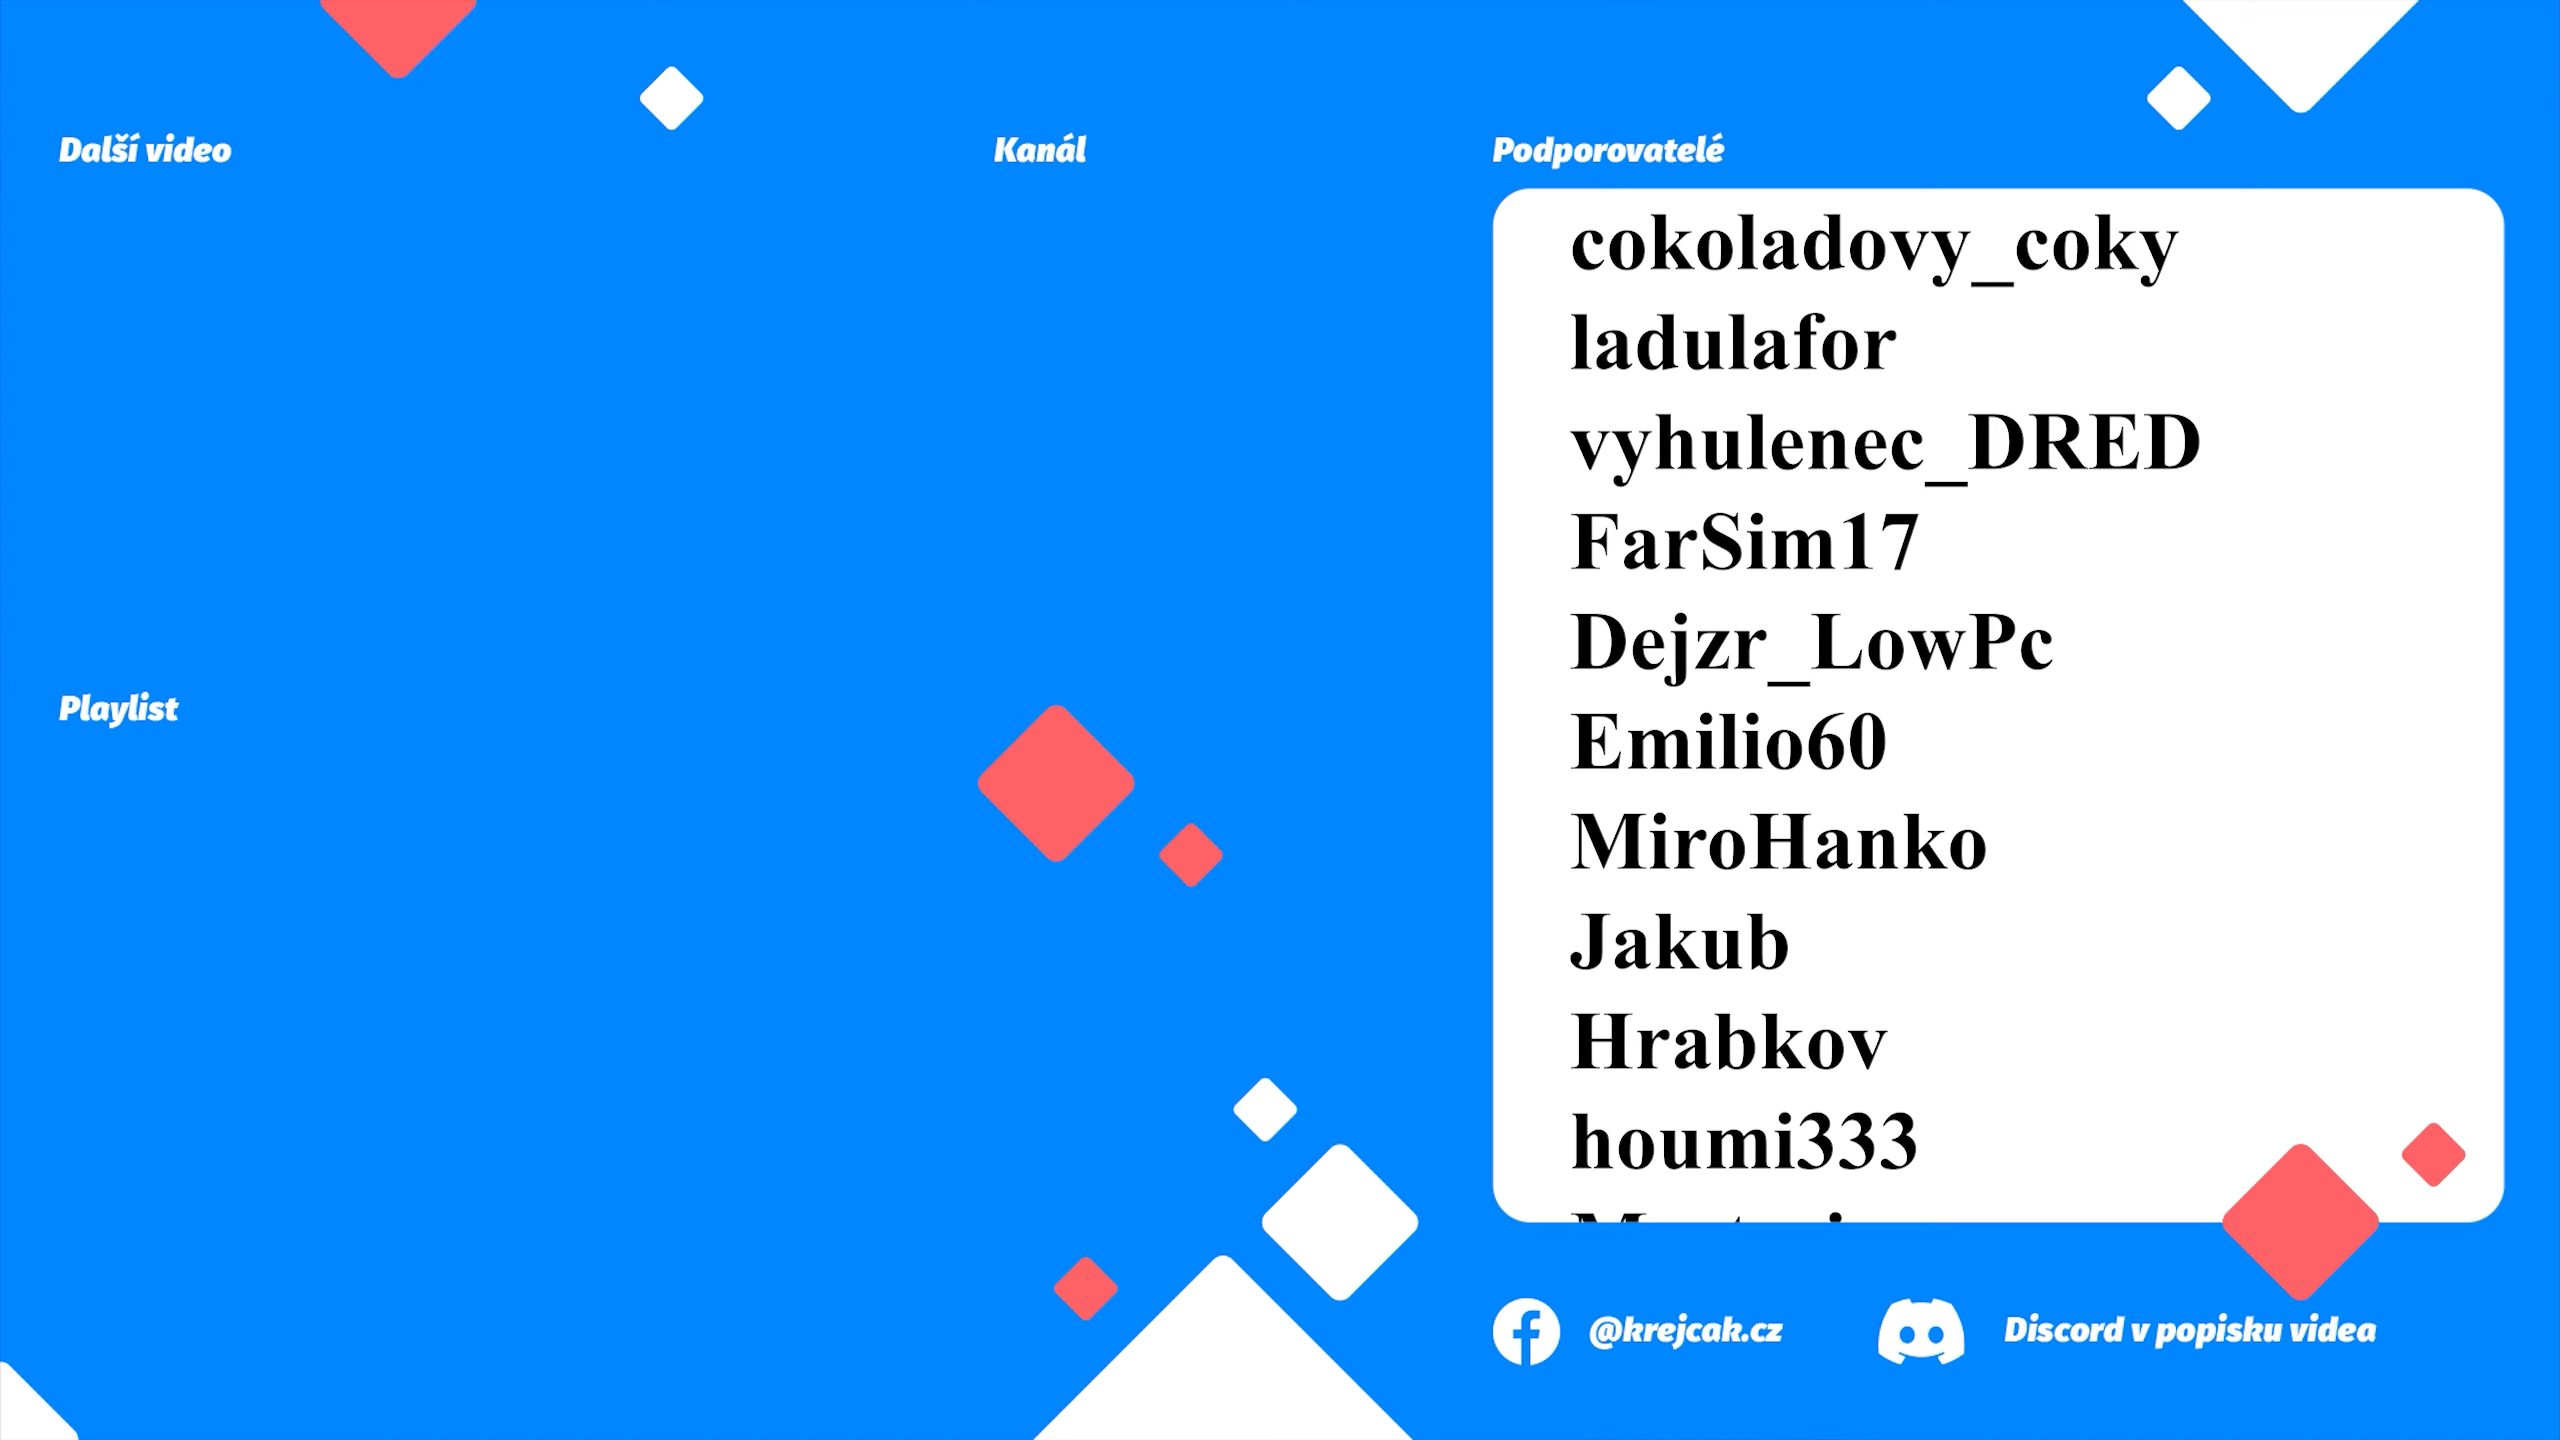 Další video
Kanál
Podporovatelé
cokoladovy_coky
ladulafor
vyhulenec_DRED
FarSim17
Dejzr_LowPc
Emilio60
MiroHanko
Jakub
Hrabkov
houmi333
Playlist
@krejcak.cz
Discord v popisku videa